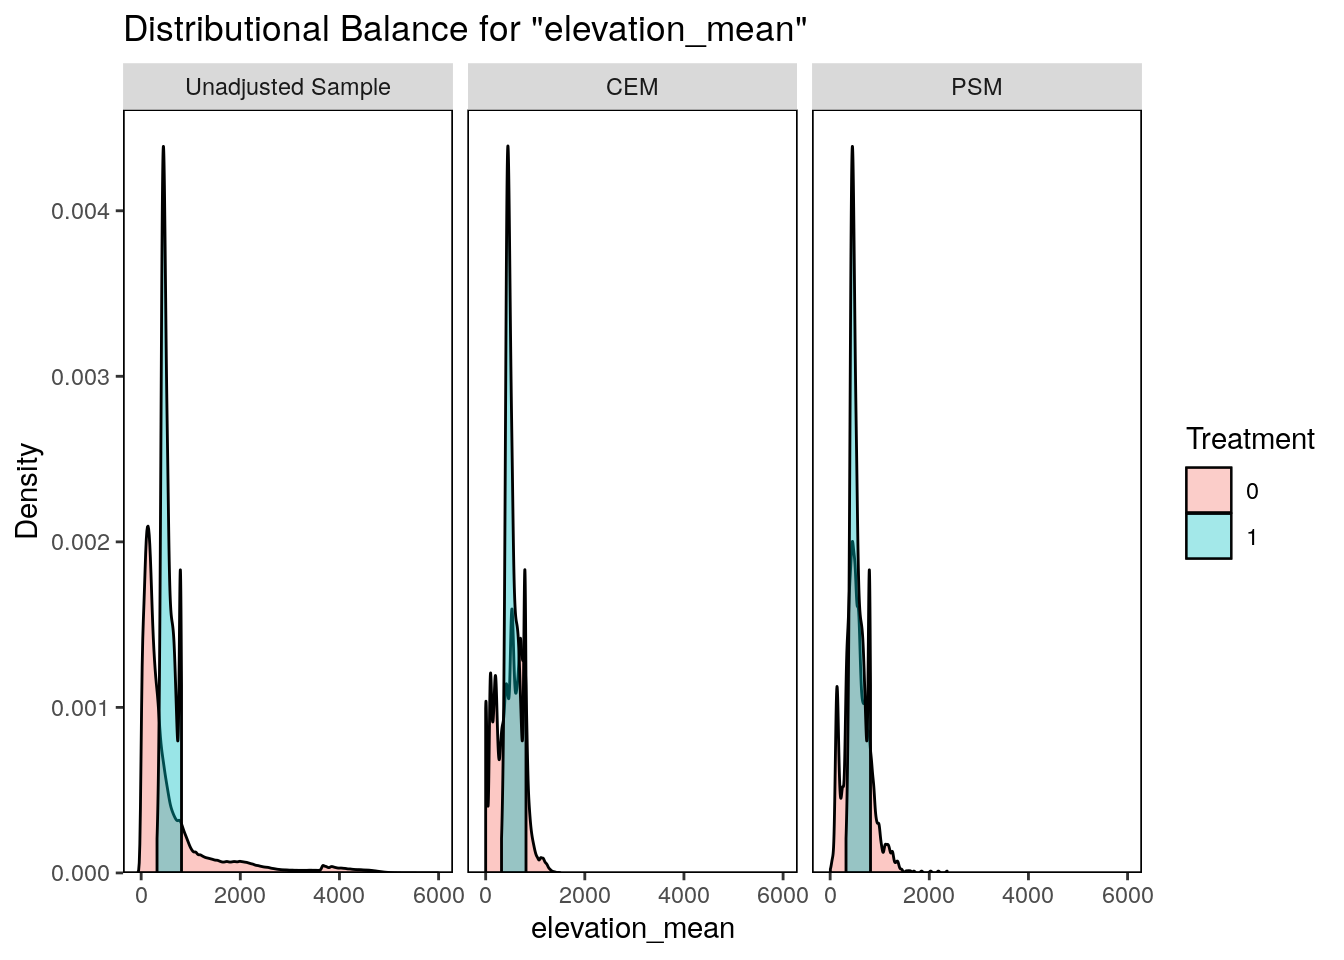 Distributional Balance for "elevation_mean"
Unadjusted Sample
CEM
PSM
Density
0.004
0.003
0.002
0.001
0.000
0 2000 4000 6000
0 2000 4000 6000
0 2000 4000 6000
elevation_mean
Treatment
0
1